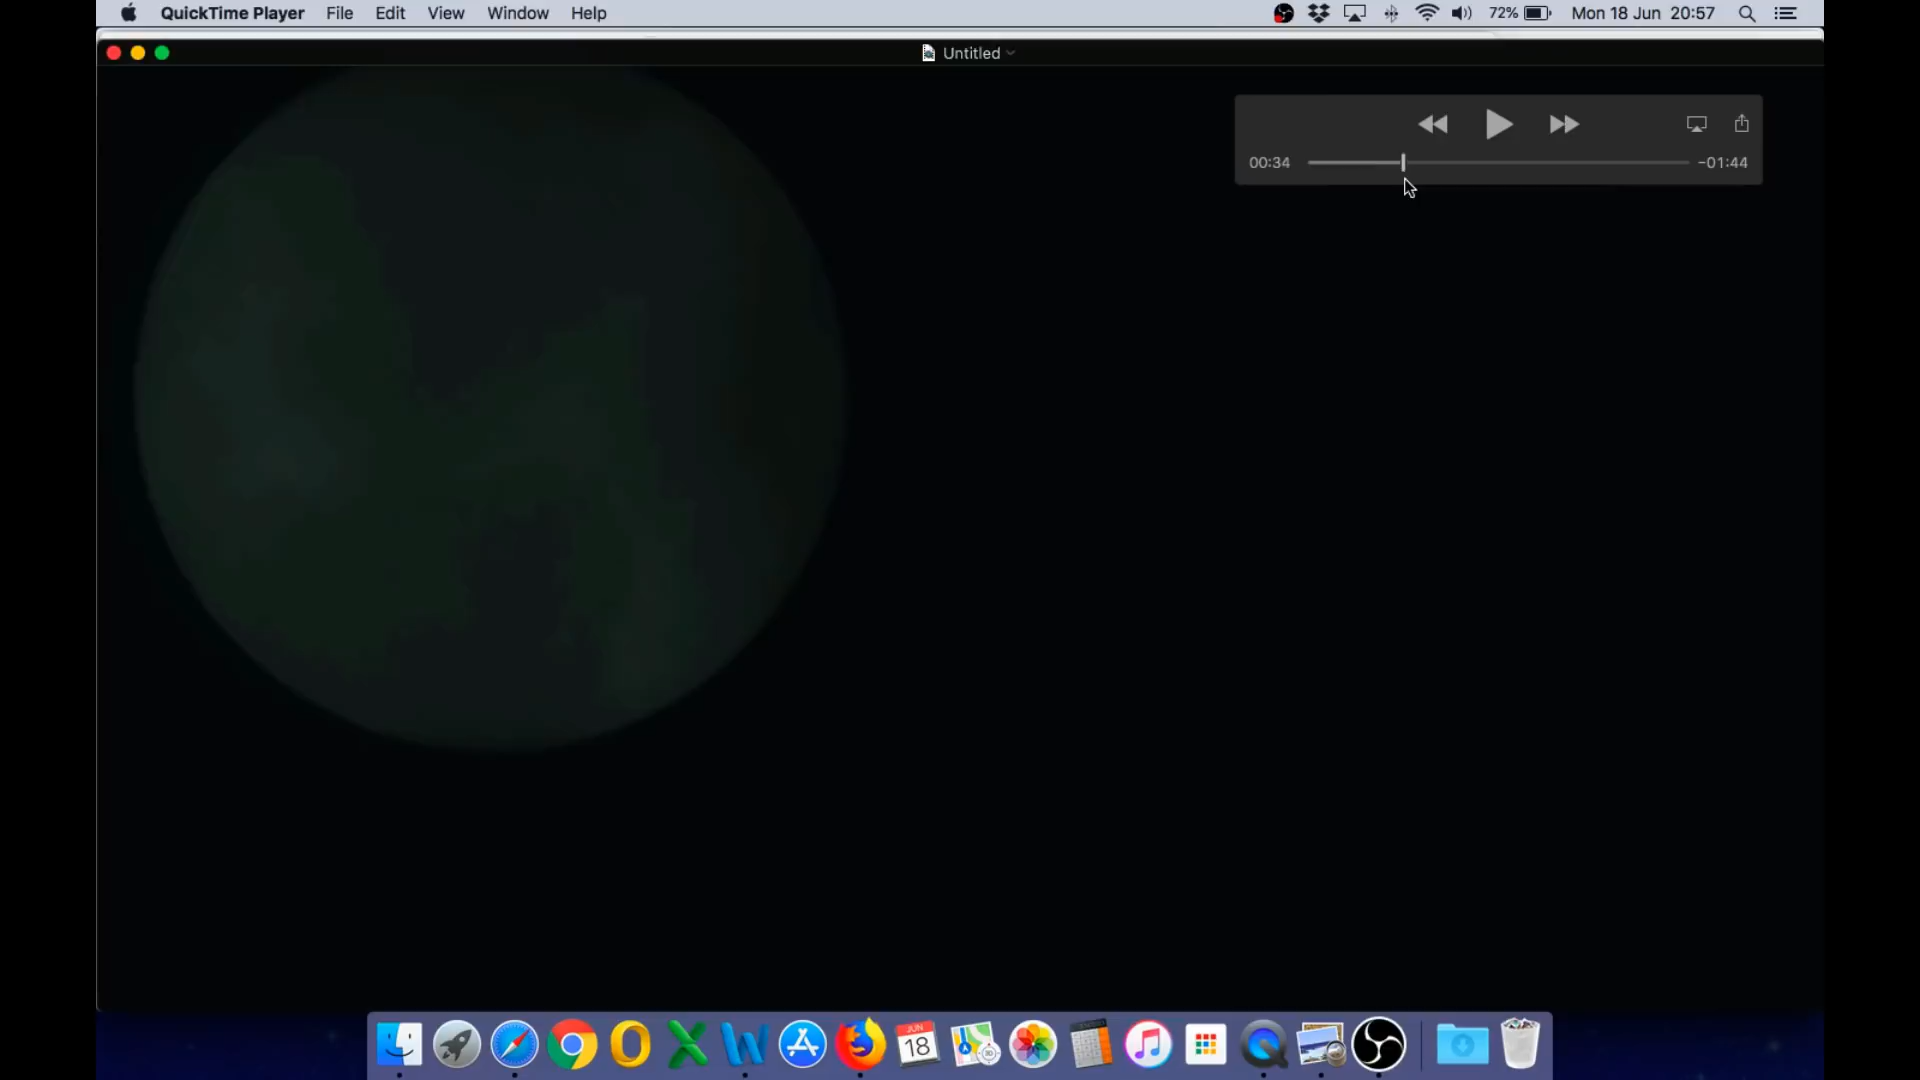 QuickTime Player File Edit View Window Help 72% Mon 18 Jun 20:57
Untitled
00:34 -01:44
JUN
18